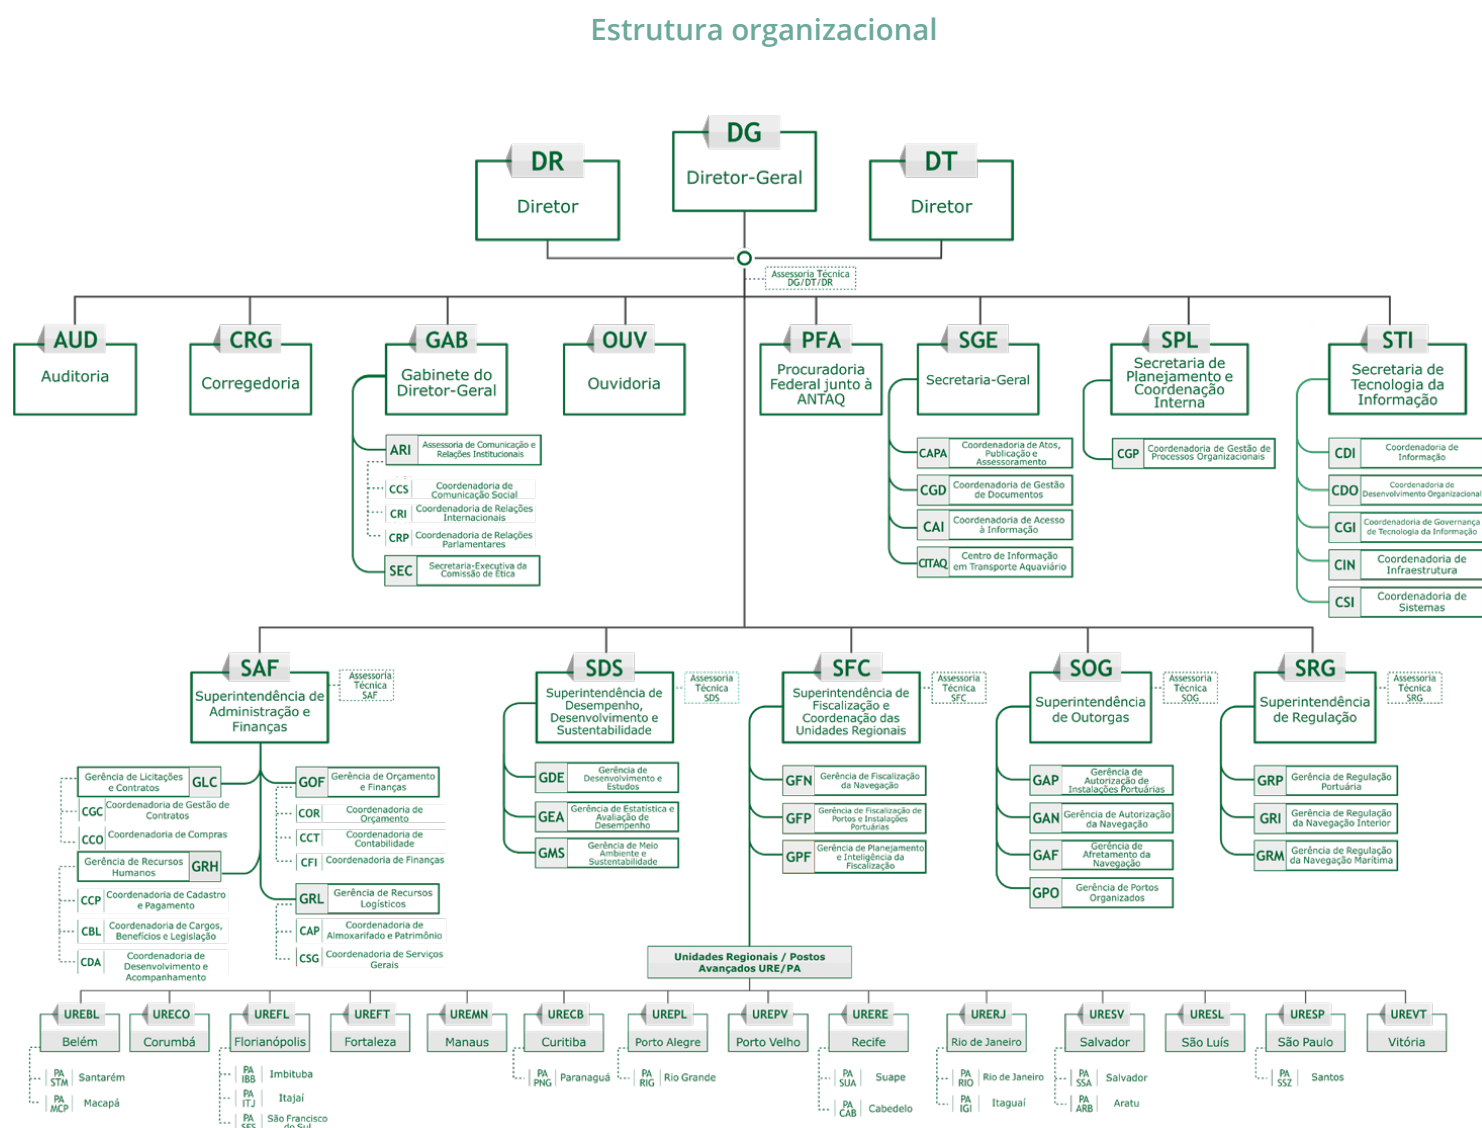 Estrutura organizacional
DG
Diretor-Geral
DR
Diretor
DT
Diretor
Assessoria Técnica
DG/DT/DR
AUD
Auditoria
CRG
Corregedoria
GAB
Gabinete do
Diretor-Geral
ARI
Assessoria de Comunicação e
Relações Institucionais
CCS
Coordenadoria de
Comunicação Social
CRI
Coordenadoria de Relações
Internacionais
CRP
Coordenadoria de Relações
Parlamentares
SEC
Secretaria-Executiva da
Comissão de Ética
OUV
Ouvidoria
PFA
Procuradoria
Federal junto à
ANTAQ
SGE
Secretaria-Geral
CAPA
Coordenadoria de Atos,
Publicação e
Assessoramento
CGD
Coordenadoria de Gestão
de Documentos
CAI
Coordenadoria de Acesso
à Informação
CITAQ
Centro de Informação
em Transporte Aquaviário
SPL
Secretaria de
Planejamento e
Coordenação
Interna
CGP
Coordenadoria de Gestão de
Processos Organizacionais
STI
Secretaria de
Tecnologia da
Informação
CDI
Coordenadoria de
Informação
CDO
Coordenadoria de
Desenvolvimento Organizacional
CGI
Coordenadoria de Governança
de Tecnologia da Informação
CIN
Coordenadoria de
Infraestrutura
CSI
Coordenadoria de
Sistemas
SAF
Superintendência de
Administração e
Finanças
Assessoria
Técnica
SAF
GLC
Gerência de Licitações
e Contratos
CGC
Coordenadoria de Gestão de
Contratos
CCO
Coordenadoria de Compras
GRH
Gerência de Recursos
Humanos
CCP
Coordenadoria de Cadastro
e Pagamento
CBL
Coordenadoria de Cargos,
Benefícios e Legislação
CDA
Coordenadoria de
Desenvolvimento e
Acompanhamento
GOF
Gerência de Orçamento
e Finanças
COR
Coordenadoria de
Orçamento
CCT
Coordenadoria de
Contabilidade
CFI
Coordenadoria de Finanças
GRL
Gerência de Recursos
Logísticos
CAP
Coordenadoria de
Almoxarifado e Patrimônio
CSG
Coordenadoria de Serviços
Gerais
SDS
Superintendência de
Desempenho,
Desenvolvimento e
Sustentabilidade
Assessoria
Técnica
SDS
GDE
Gerência de
Desenvolvimento e
Estudos
GEA
Gerência de Estatística e
Avaliação de
Desempenho
GMS
Gerência de Meio
Ambiente e
Sustentabilidade
SFC
Superintendência de
Fiscalização e
Coordenação das
Unidades Regionais
Assessoria
Técnica
SFC
GFN
Gerência de Fiscalização
da Navegação
GFP
Gerência de Fiscalização de
Portos e Instalações
Portuárias
GPF
Gerência de Planejamento
e Inteligência da
Fiscalização
SOG
Superintendência
de Outorgas
Assessoria
Técnica
SOG
GAP
Gerência de
Autorização de
Instalações Portuárias
GAN
Gerência de Autorização
da Navegação
GAF
Gerência de
Afretamento da
Navegação
GPO
Gerência de Portos
Organizados
SRG
Superintendência
de Regulação
Assessoria
Técnica
SRG
GRP
Gerência de Regulação
Portuária
GRI
Gerência de Regulação
da Navegação Interior
GRM
Gerência de Regulação
da Navegação Marítima
Unidades Regionais / Postos
Avançados URE/PA
UREBL
Belém
PA
STM
Santarém
PA
MCP
Macapá
URECO
Corumbá
UREFL
Florianópolis
PA
IBB
Imbituba
PA
ITJ
Itajaí
PA
SFS
São Francisco
do Sul
UREFT
Fortaleza
UREMN
Manaus
URECB
Curitiba
PA
PNG
Paranaguá
UREPL
Porto Alegre
PA
RIG
Rio Grande
UREPV
Porto Velho
URERE
Recife
PA
SUA
Suape
PA
CAB
Cabedelo
URERJ
Rio de Janeiro
PA
RIO
Rio de Janeiro
PA
IGI
Itaguaí
URESV
Salvador
PA
SSA
Salvador
PA
ARB
Aratu
URESL
São Luís
URESP
São Paulo
PA
SSZ
Santos
UREVT
Vitória